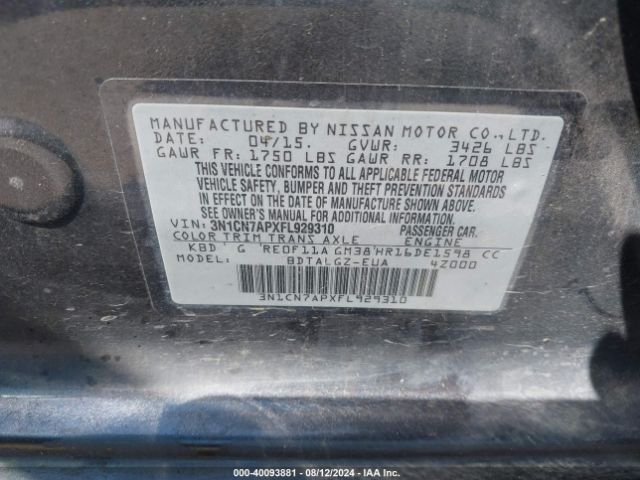 MANUFACTURED BY NISSAN MOTOR CO., LTD.
DATE: 04/15. GVWR: 3426 LBS
GAWR FR: 1750 LBS GAWR RR: 1708 LBS
THIS VEHICLE CONFORMS TO ALL APPLICABLE FEDERAL MOTOR
VEHICLE SAFETY, BUMPER AND THEFT PREVENTION STANDARDS
IN EFFECT ON THE DATE OF MANUFACTURE SHOWN ABOVE.
SEE OWNER'S MANUAL FOR ADDITIONAL INFORMATION.
VIN: 3N1CN7APXFL929310 PASSENGER CAR.
COLOR TRIM TRANS AXLE ENGINE
KBD G RE0F11A GM38 HR16DE1598 CC
MODEL: BDTALGZ-EUA 4Z000
3N1CN7APXFL929310
000-40093881 - 08/12/2024 - IAA Inc.